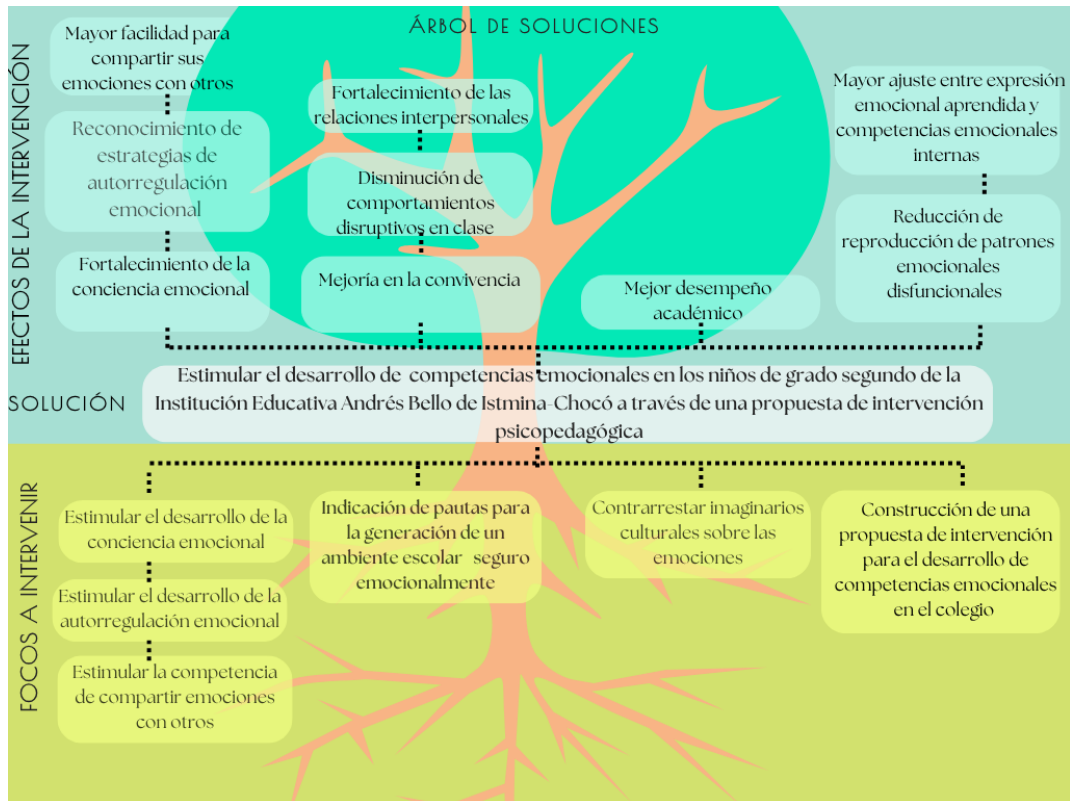 ÁRBOL DE SOLUCIONES
EFECTOS DE LA INTERVENCIÓN
Mayor facilidad para
compartir sus
emociones con otros
Reconocimiento de
estrategias de
autorregulación
emocional
Fortalecimiento de la
conciencia emocional
Fortalecimiento de las
relaciones interpersonales
Disminución de
comportamientos
disruptivos en clase
Mejoría en la convivencia
Mejor desempeño
académico
Mayor ajuste entre expresión
emocional aprendida y
competencias emocionales
internas
Reducción de
reproducción de patrones
emocionales
disfuncionales
SOLUCIÓN
Estimular el desarrollo de competencias emocionales en los niños de grado segundo de la
Institución Educativa Andrés Bello de Istmina-Chocó a través de una propuesta de intervención
psicopedagógica
FOCOS A INTERVENIR
Estimular el desarrollo de la
conciencia emocional
Estimular el desarrollo de la
autorregulación emocional
Estimular la competencia
de compartir emociones
con otros
Indicación de pautas para
la generación de un
ambiente escolar seguro
emocionalmente
Contrarrestar imaginarios
culturales sobre las
emociones
Construcción de una
propuesta de intervención
para el desarrollo de
competencias emocionales
en el colegio